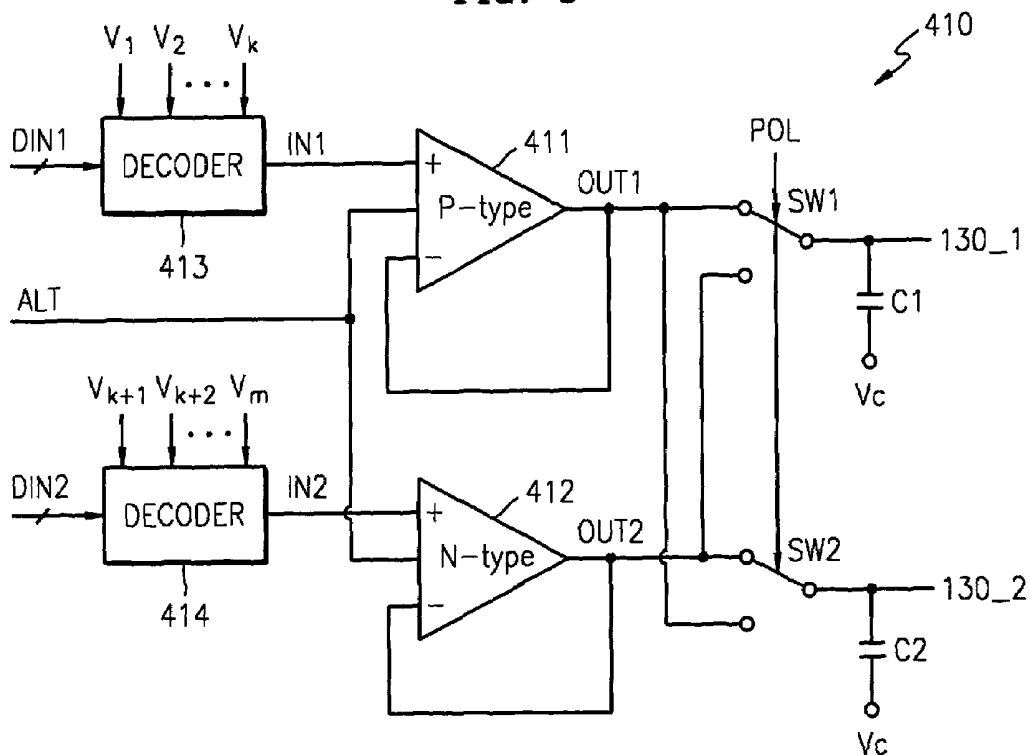 410
V1 V2 ... Vk
DIN1
DECODER
IN1
413
+
P-type
−
411
OUT1
POL
SW1
130_1
C1
Vc
ALT
Vk+1 Vk+2 ... Vm
DIN2
DECODER
IN2
414
+
N-type
−
412
OUT2
SW2
130_2
C2
Vc